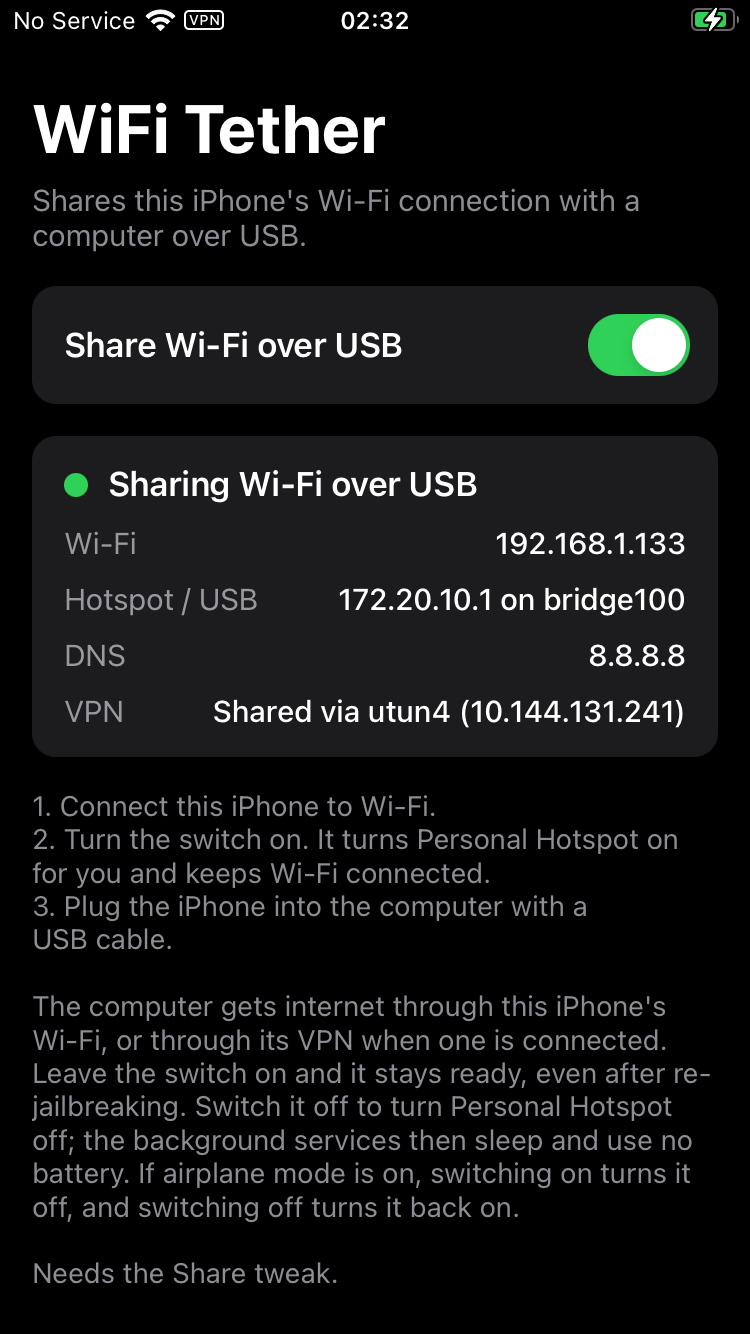 No Service VPN 02:32
WiFi Tether
Shares this iPhone's Wi-Fi connection with a
computer over USB.
Share Wi-Fi over USB
Sharing Wi-Fi over USB
Wi-Fi 192.168.1.133
Hotspot / USB 172.20.10.1 on bridge100
DNS 8.8.8.8
VPN Shared via utun4 (10.144.131.241)
1. Connect this iPhone to Wi-Fi.
2. Turn the switch on. It turns Personal Hotspot on
for you and keeps Wi-Fi connected.
3. Plug the iPhone into the computer with a
USB cable.
The computer gets internet through this iPhone's
Wi-Fi, or through its VPN when one is connected.
Leave the switch on and it stays ready, even after re-
jailbreaking. Switch it off to turn Personal Hotspot
off; the background services then sleep and use no
battery. If airplane mode is on, switching on turns it
off, and switching off turns it back on.
Needs the Share tweak.